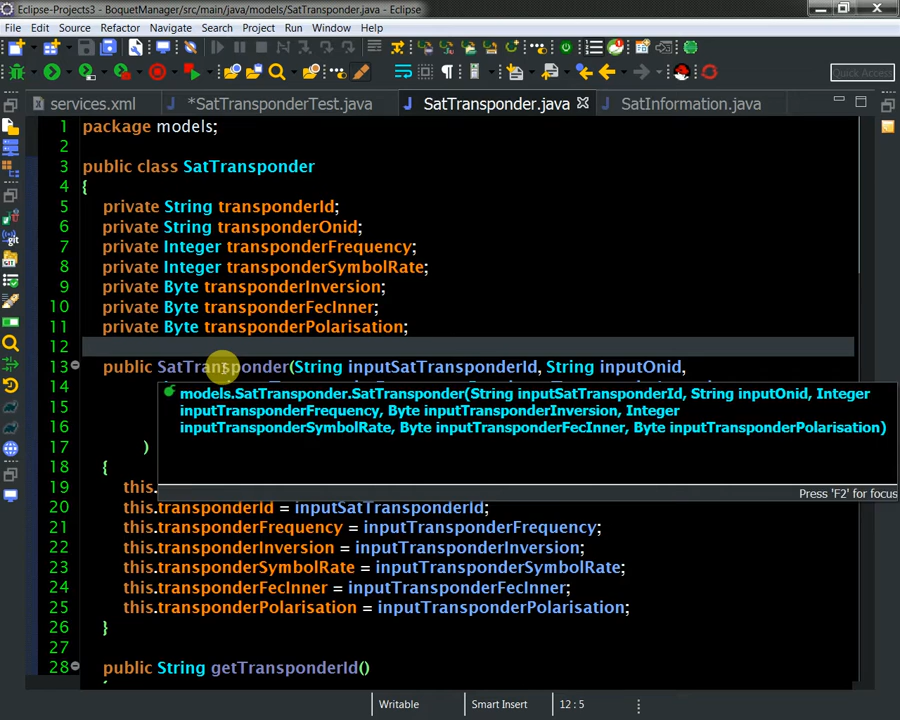 Eclipse-Projects3 - BoquetManager/src/main/java/models/SatTransponder.java - Eclipse
File Edit Source Refactor Navigate Search Project Run Window Help
Quick Access
services.xml *SatTransponderTest.java SatTransponder.java SatInformation.java
1 package models;
2
3 public class SatTransponder
4 {
5 private String transponderId;
6 private String transponderOnid;
7 private Integer transponderFrequency;
8 private Integer transponderSymbolRate;
9 private Byte transponderInversion;
10 private Byte transponderFecInner;
11 private Byte transponderPolarisation;
12
13 public SatTransponder(String inputSatTransponderId, String inputOnid,
14
models.SatTransponder.SatTransponder(String inputSatTransponderId, String inputOnid, Integer
15
inputTransponderFrequency, Byte inputTransponderInversion, Integer
16
inputTransponderSymbolRate, Byte inputTransponderFecInner, Byte inputTransponderPolarisation)
17 )
18 {
19 this.
Press 'F2' for focus
20 this.transponderId = inputSatTransponderId;
21 this.transponderFrequency = inputTransponderFrequency;
22 this.transponderInversion = inputTransponderInversion;
23 this.transponderSymbolRate = inputTransponderSymbolRate;
24 this.transponderFecInner = inputTransponderFecInner;
25 this.transponderPolarisation = inputTransponderPolarisation;
26 }
27
28 public String getTransponderId()
Writable Smart Insert 12 : 5